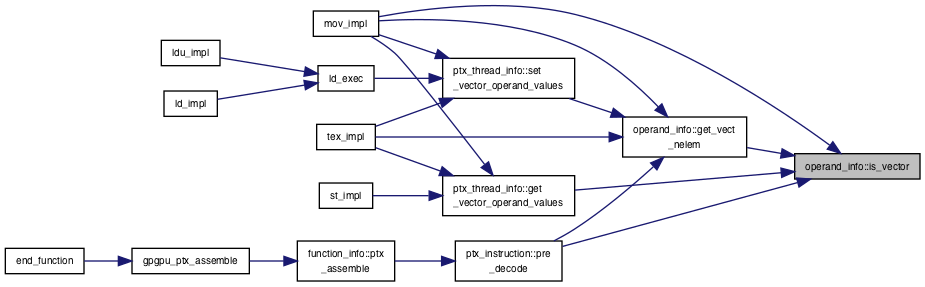 mov_impl
ldu_impl
ptx_thread_info::set
_vector_operand_values
ld_exec
ld_impl
operand_info::get_vect
_nelem
tex_impl
operand_info::is_vector
ptx_thread_info::get
_vector_operand_values
st_impl
function_info::ptx
_assemble
ptx_instruction::pre
_decode
end_function
gpgpu_ptx_assemble